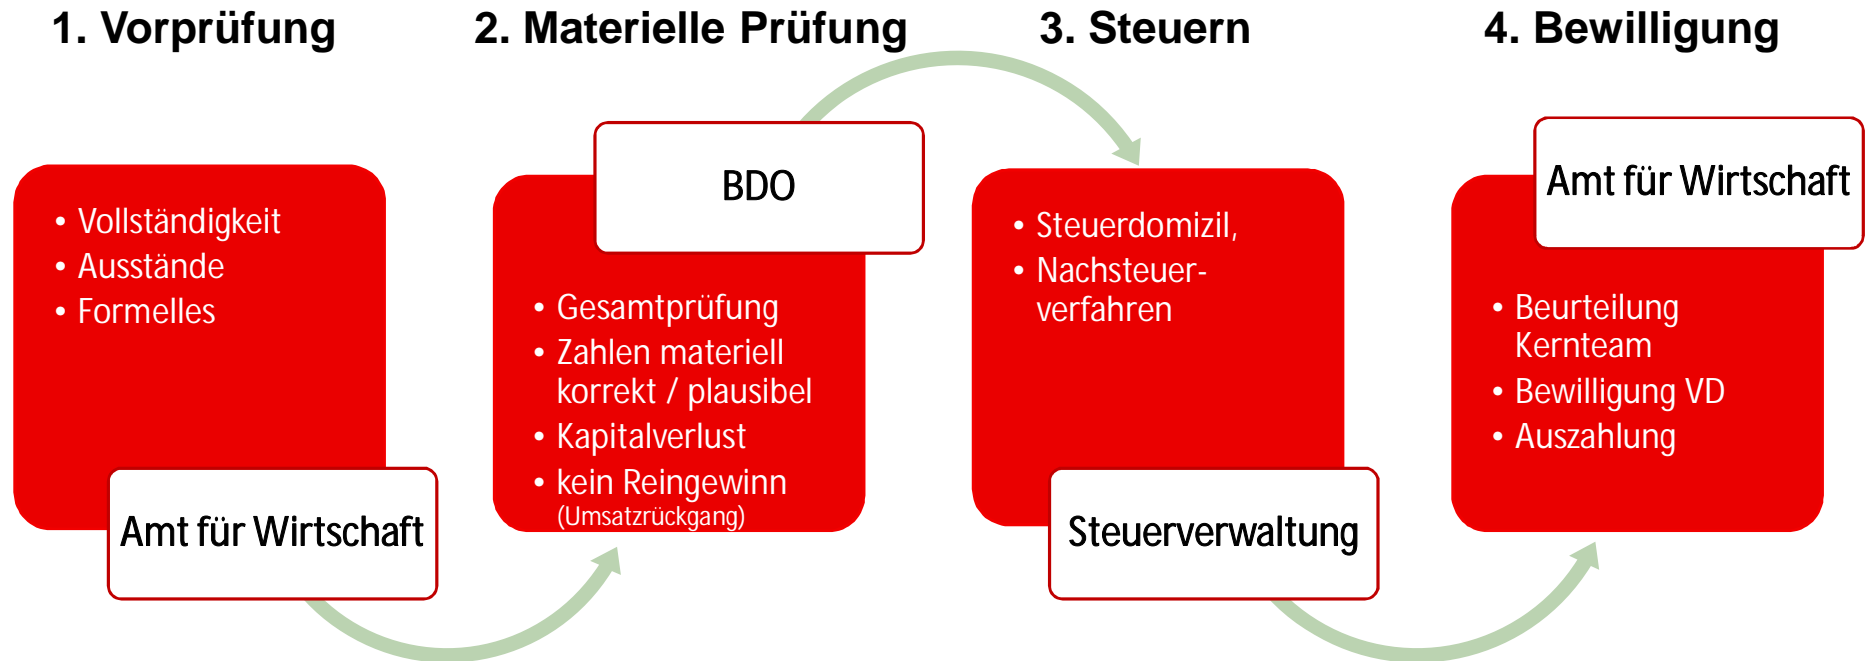 1. Vorprüfung
• Vollständigkeit
• Ausstände
• Formelles
Amt für Wirtschaft
2. Materielle Prüfung
BDO
• Gesamtprüfung
• Zahlen materiell
korrekt / plausibel
• Kapitalverlust
• kein Reingewinn
(Umsatzrückgang)
3. Steuern
• Steuerdomizil,
• Nachsteuer-
verfahren
Steuerverwaltung
4. Bewilligung
Amt für Wirtschaft
• Beurteilung
Kernteam
• Bewilligung VD
• Auszahlung